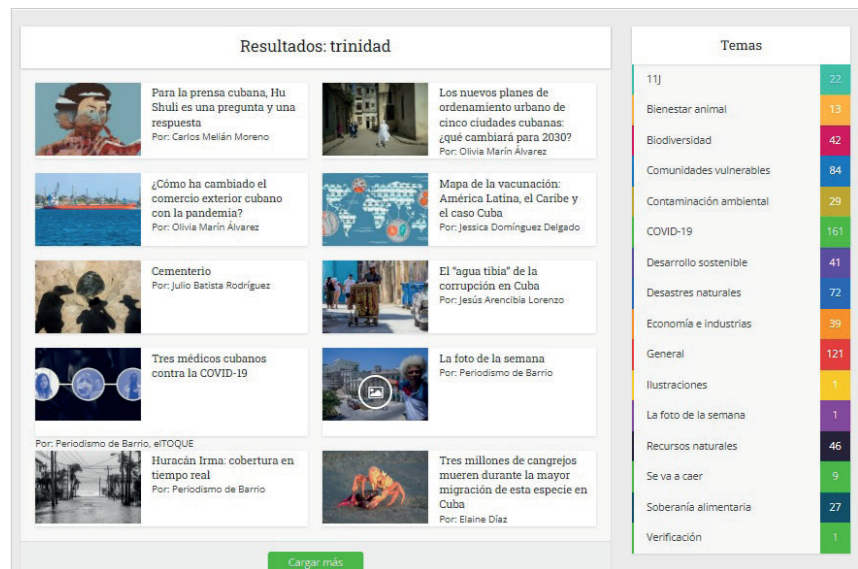 Resultados: trinidad
Para la prensa cubana, Hu
Shuli es una pregunta y una
respuesta
Por: Carlos Melián Moreno
Los nuevos planes de
ordenamiento urbano de
cinco ciudades cubanas:
¿qué cambiará para 2030?
Por: Olivia Marín Álvarez
¿Cómo ha cambiado el
comercio exterior cubano
con la pandemia?
Por: Olivia Marín Álvarez
Mapa de la vacunación:
América Latina, el Caribe y
el caso Cuba
Por: Jessica Domínguez Delgado
Cementerio
Por: Julio Batista Rodríguez
El "agua tibia" de la
corrupción en Cuba
Por: Jesús Arencibia Lorenzo
Tres médicos cubanos
contra la COVID-19
Por: Periodismo de Barrio, elTOQUE
La foto de la semana
Por: Periodismo de Barrio
Huracán Irma: cobertura en
tiempo real
Por: Periodismo de Barrio
Tres millones de cangrejos
mueren durante la mayor
migración de esta especie en
Cuba
Por: Elaine Díaz
Cargar más
Temas
11J 22
Bienestar animal 13
Biodiversidad 42
Comunidades vulnerables 84
Contaminación ambiental 29
COVID-19 161
Desarrollo sostenible 41
Desastres naturales 72
Economía e industrias 39
General 121
Ilustraciones 1
La foto de la semana 1
Recursos naturales 46
Se va a caer 9
Soberanía alimentaria 27
Verificación 1